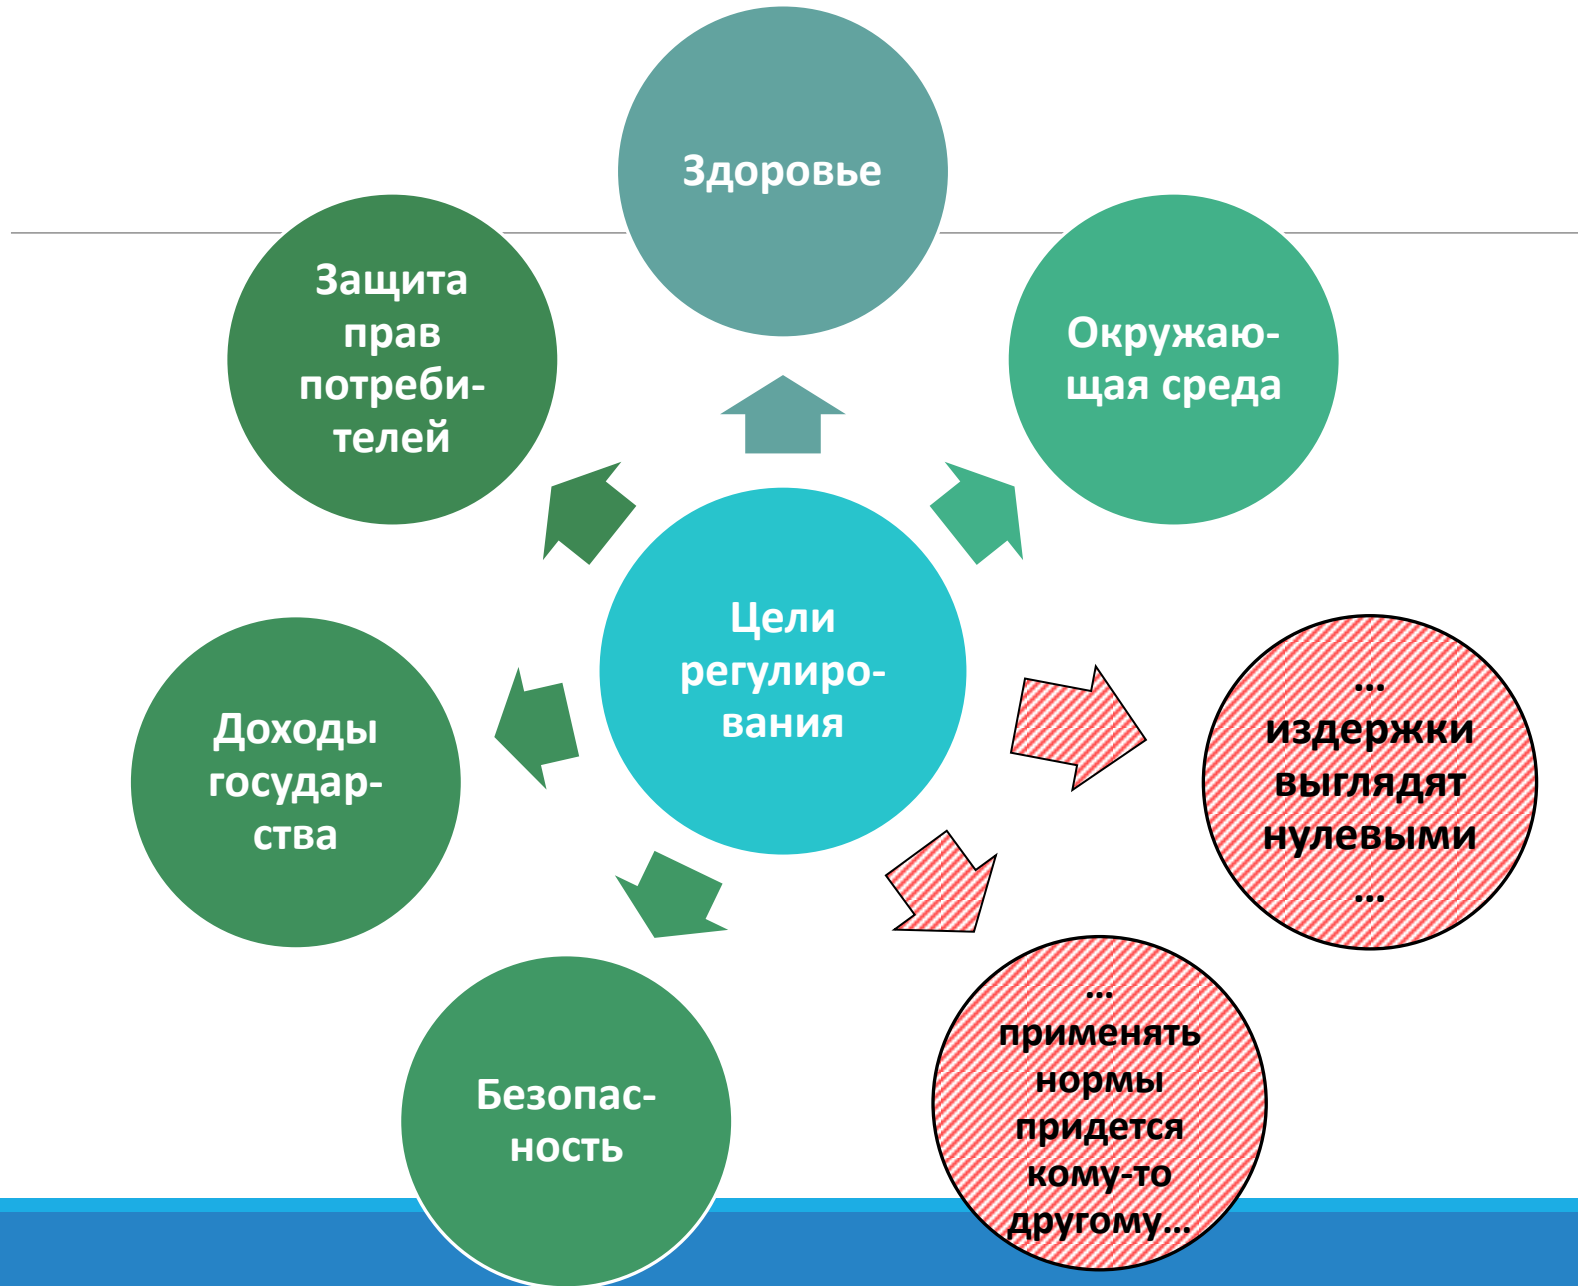 Здоровье
Защита
прав
потреби-
телей
Окружаю-
щая среда
Цели
регулиро-
вания
Доходы
государ-
ства
…
издержки
выглядят
нулевыми
…
Безопас-
ность
…
применять
нормы
придется
кому-то
другому…